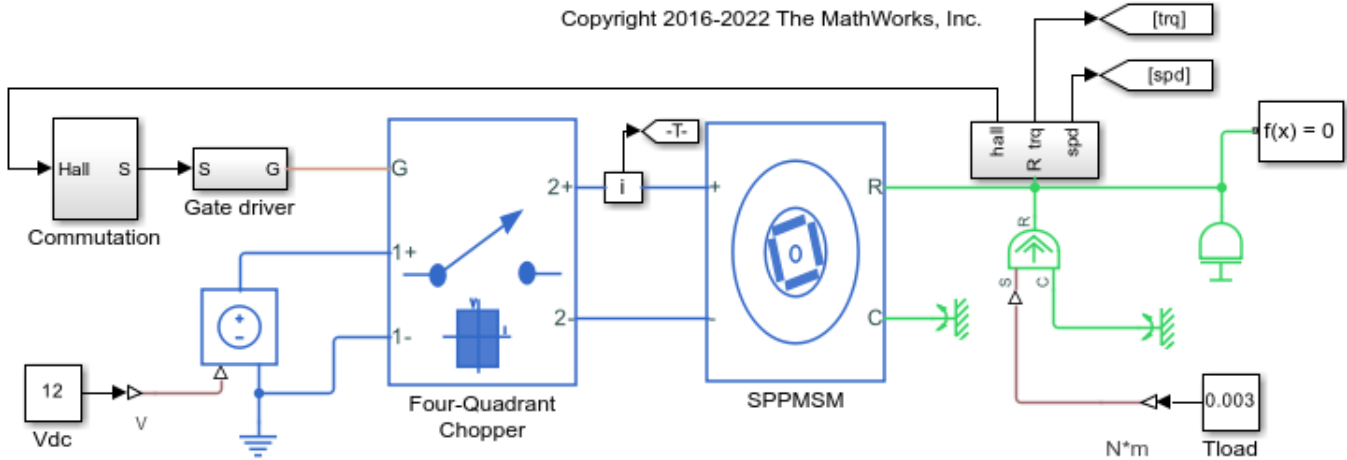 Copyright 2016-2022 The MathWorks, Inc.
[trq]
[spd]
hall
trq
spd
R
f(x) = 0
-T-
Hall S
Commutation
S G
Gate driver
G
1+
1-
2+
2-
V
I
Four-Quadrant
Chopper
i
+
-
R
C
SPPMSM
R
S
C
12
Vdc
V
+
-
0.003
Tload
N*m